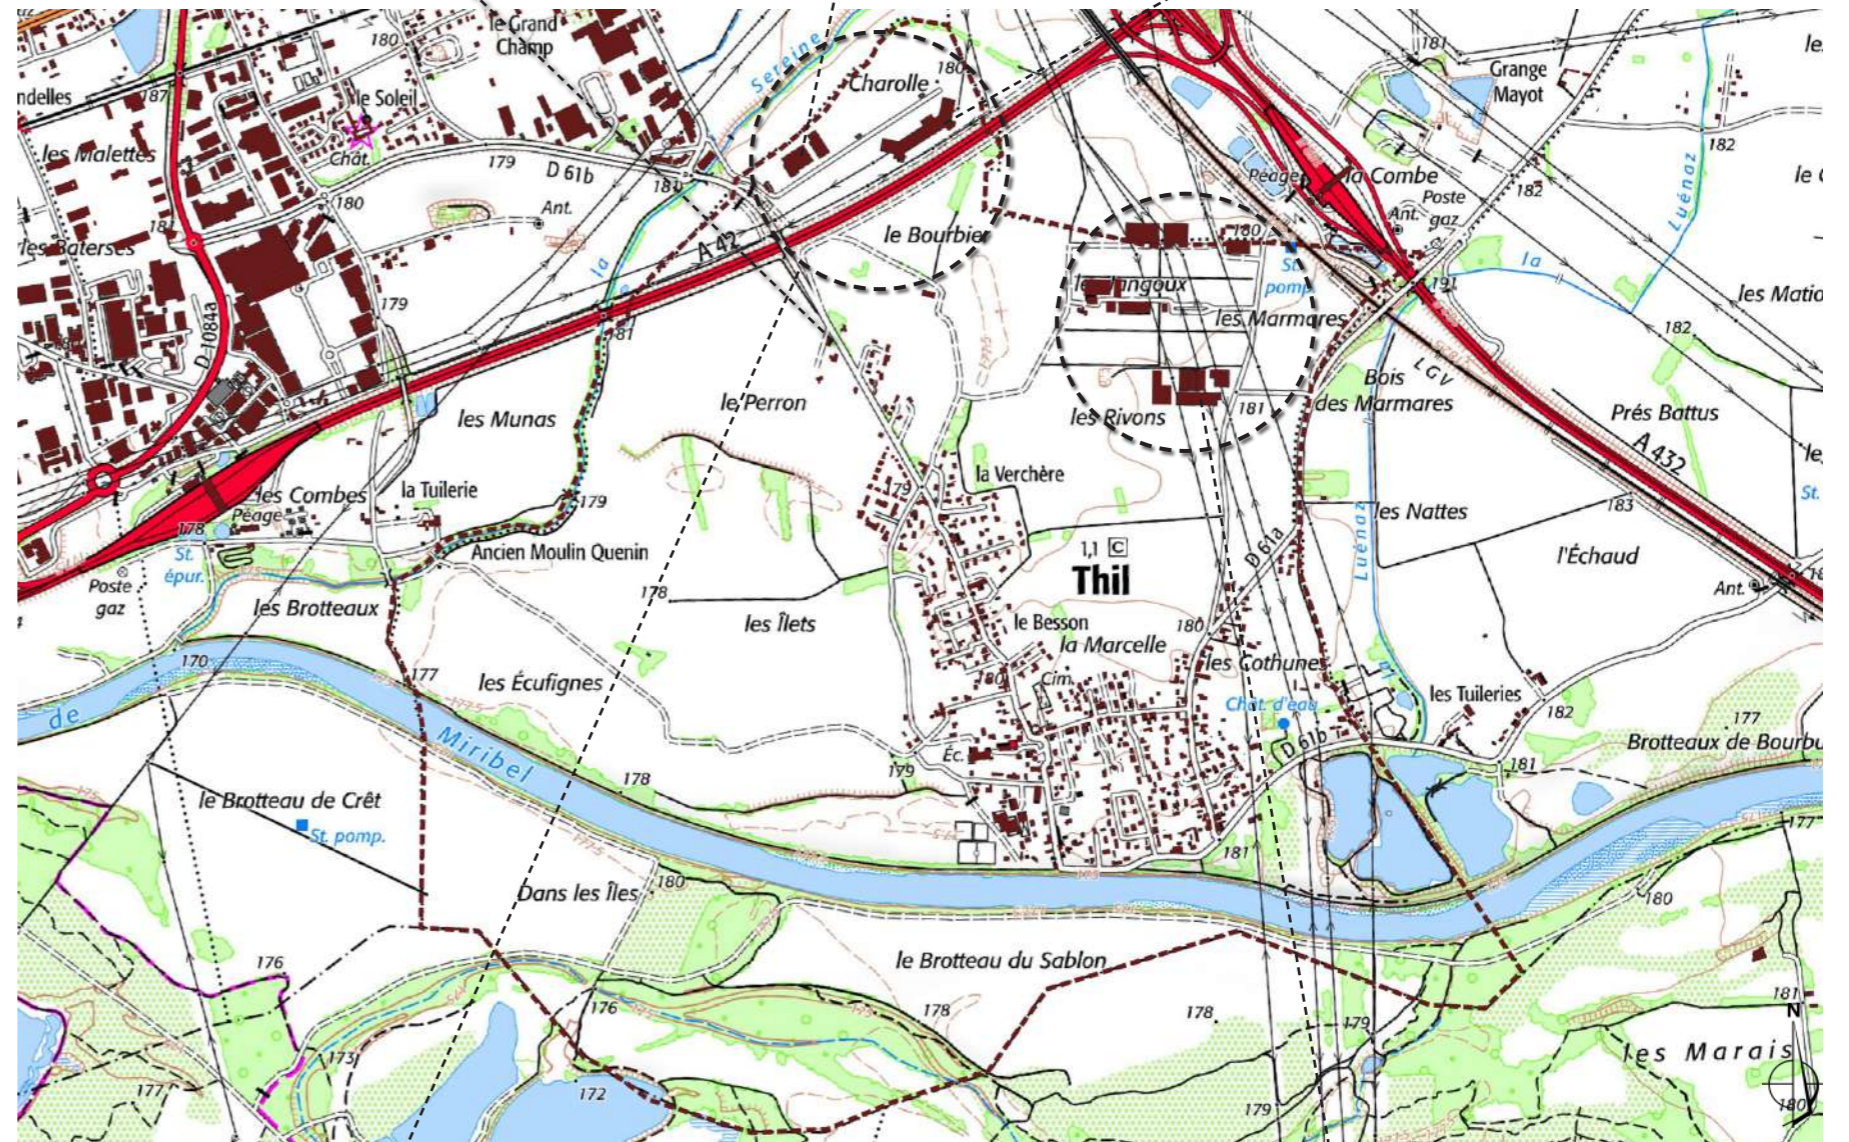 le Grand
Champ
180
Sereine
Charolle
180
181
Grange
Mayot
ndelles
187
le Soleil
Chât.
les Malettes
179
D 61b
181
180
Ant.
181
les Baterses
la
A 42
le Bourbier
180
Péage
la Combe
Poste
gaz
Ant.
182
182
Luénaz
la
St.
pomp.
les Marmares
191
les Matio
179
D 1084a
181
LGV
182
Bois
des Marmares
les Munas
le Perron
les Rivons
181
Prés Battus
A 432
la Verchère
179
les Combes
la Tuilerie
Péage
178
179
les Nattes
183
St.
St.
épur.
Ancien Moulin Quenin
1,1 C
Thil
D 61a
Luénaz
l'Échaud
Poste
gaz
Ant.
les Brotteaux
178
les Îlets
le Besson
la Marcelle
180
170
177
les Écufignes
180
Cim.
les Cothunes
les Tuileries
182
177
de
Miribel
Chât. d'eau
D 61b
Brotteaux de Bourbu
178
179
Éc.
181
le Brotteau de Crêt
St. pomp.
177
181
Dans les Îles
180
180
176
le Brotteau du Sablon
176
178
178
179
181
N
173
les Marais
177
172
179
180